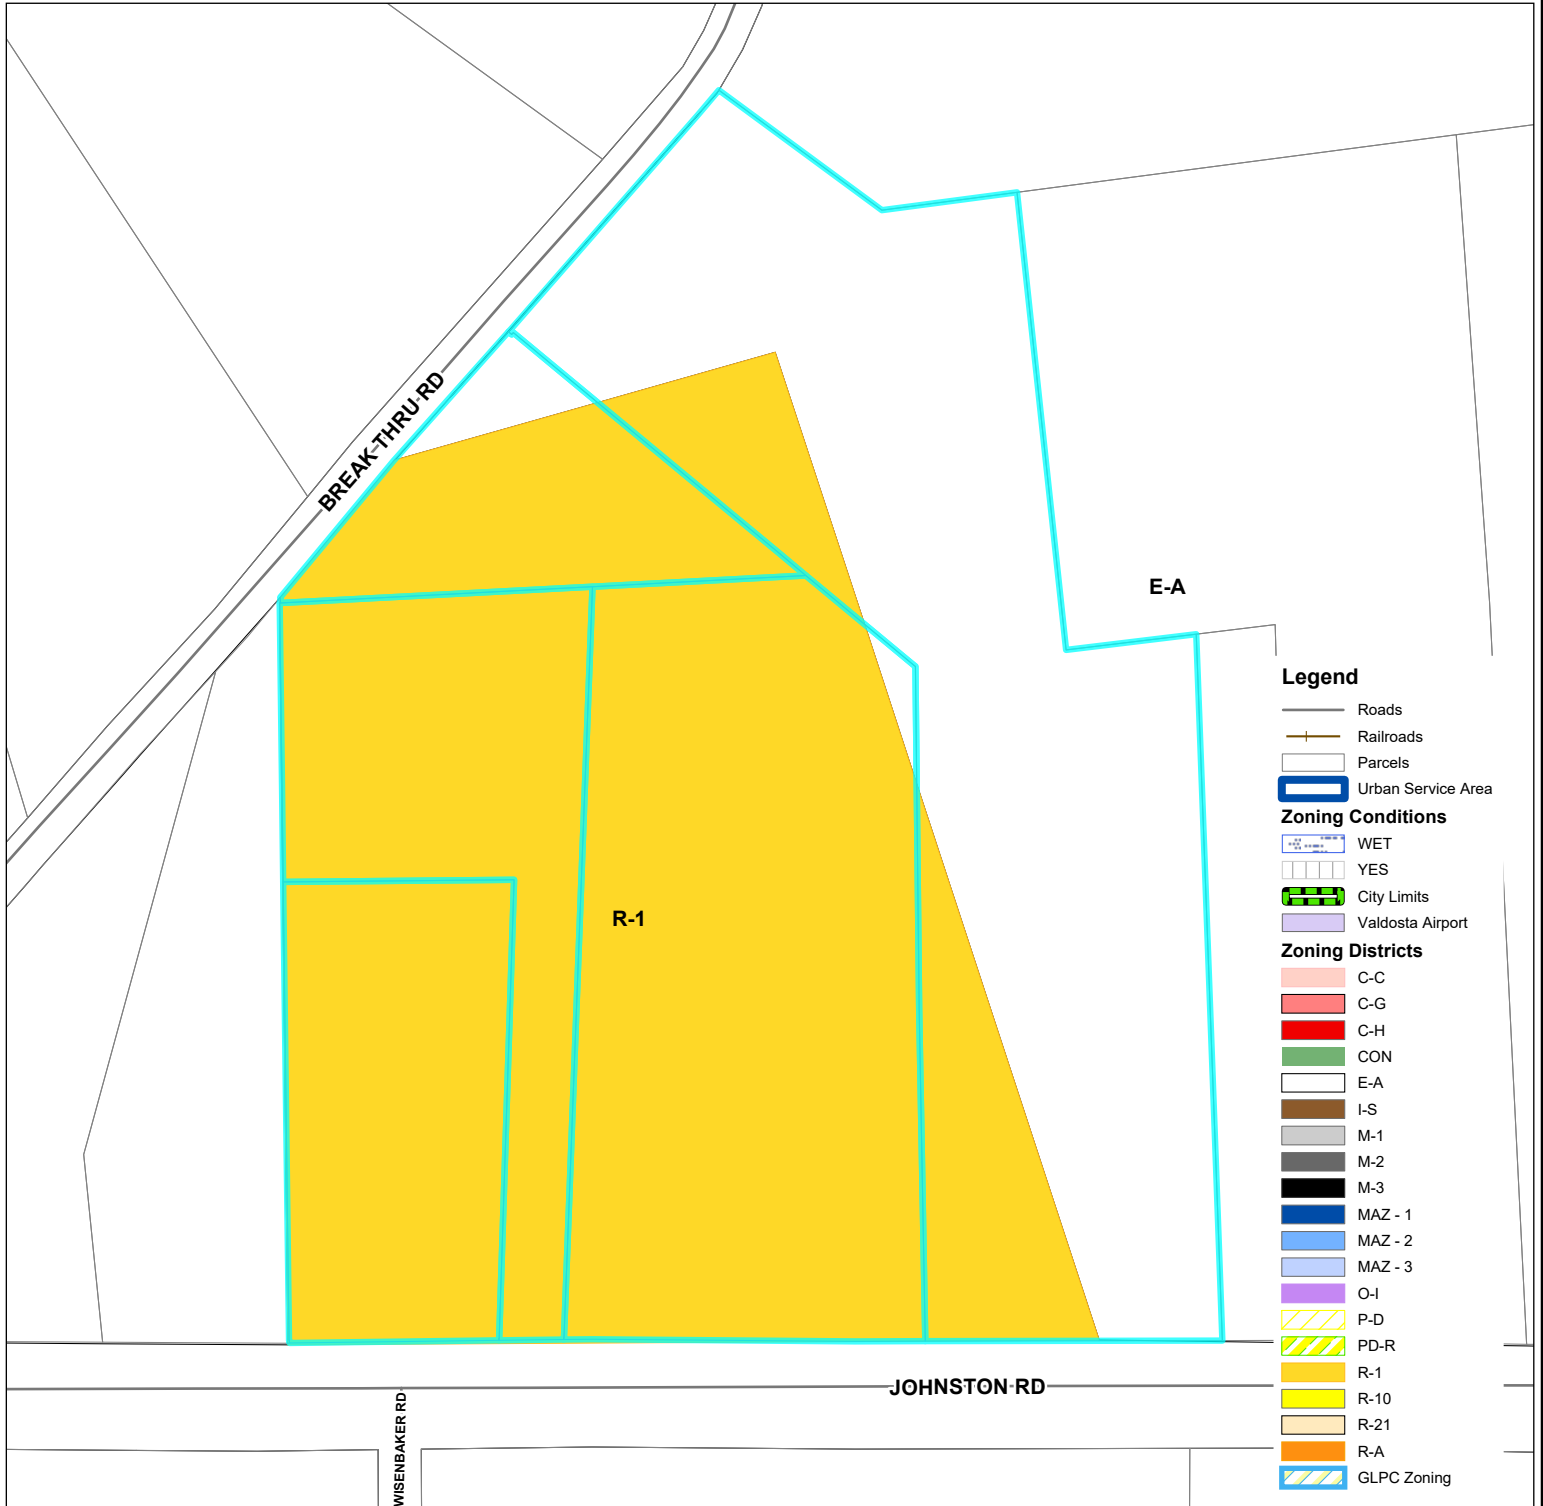 BREAK-THRU-RD
E-A
R-1
JOHNSTON RD
WISENBAKER RD
Legend
Roads
Railroads
Parcels
Urban Service Area
Zoning Conditions
WET
YES
City Limits
Valdosta Airport
Zoning Districts
C-C
C-G
C-H
CON
E-A
I-S
M-1
M-2
M-3
MAZ - 1
MAZ - 2
MAZ - 3
O-I
P-D
PD-R
R-1
R-10
R-21
R-A
GLPC Zoning